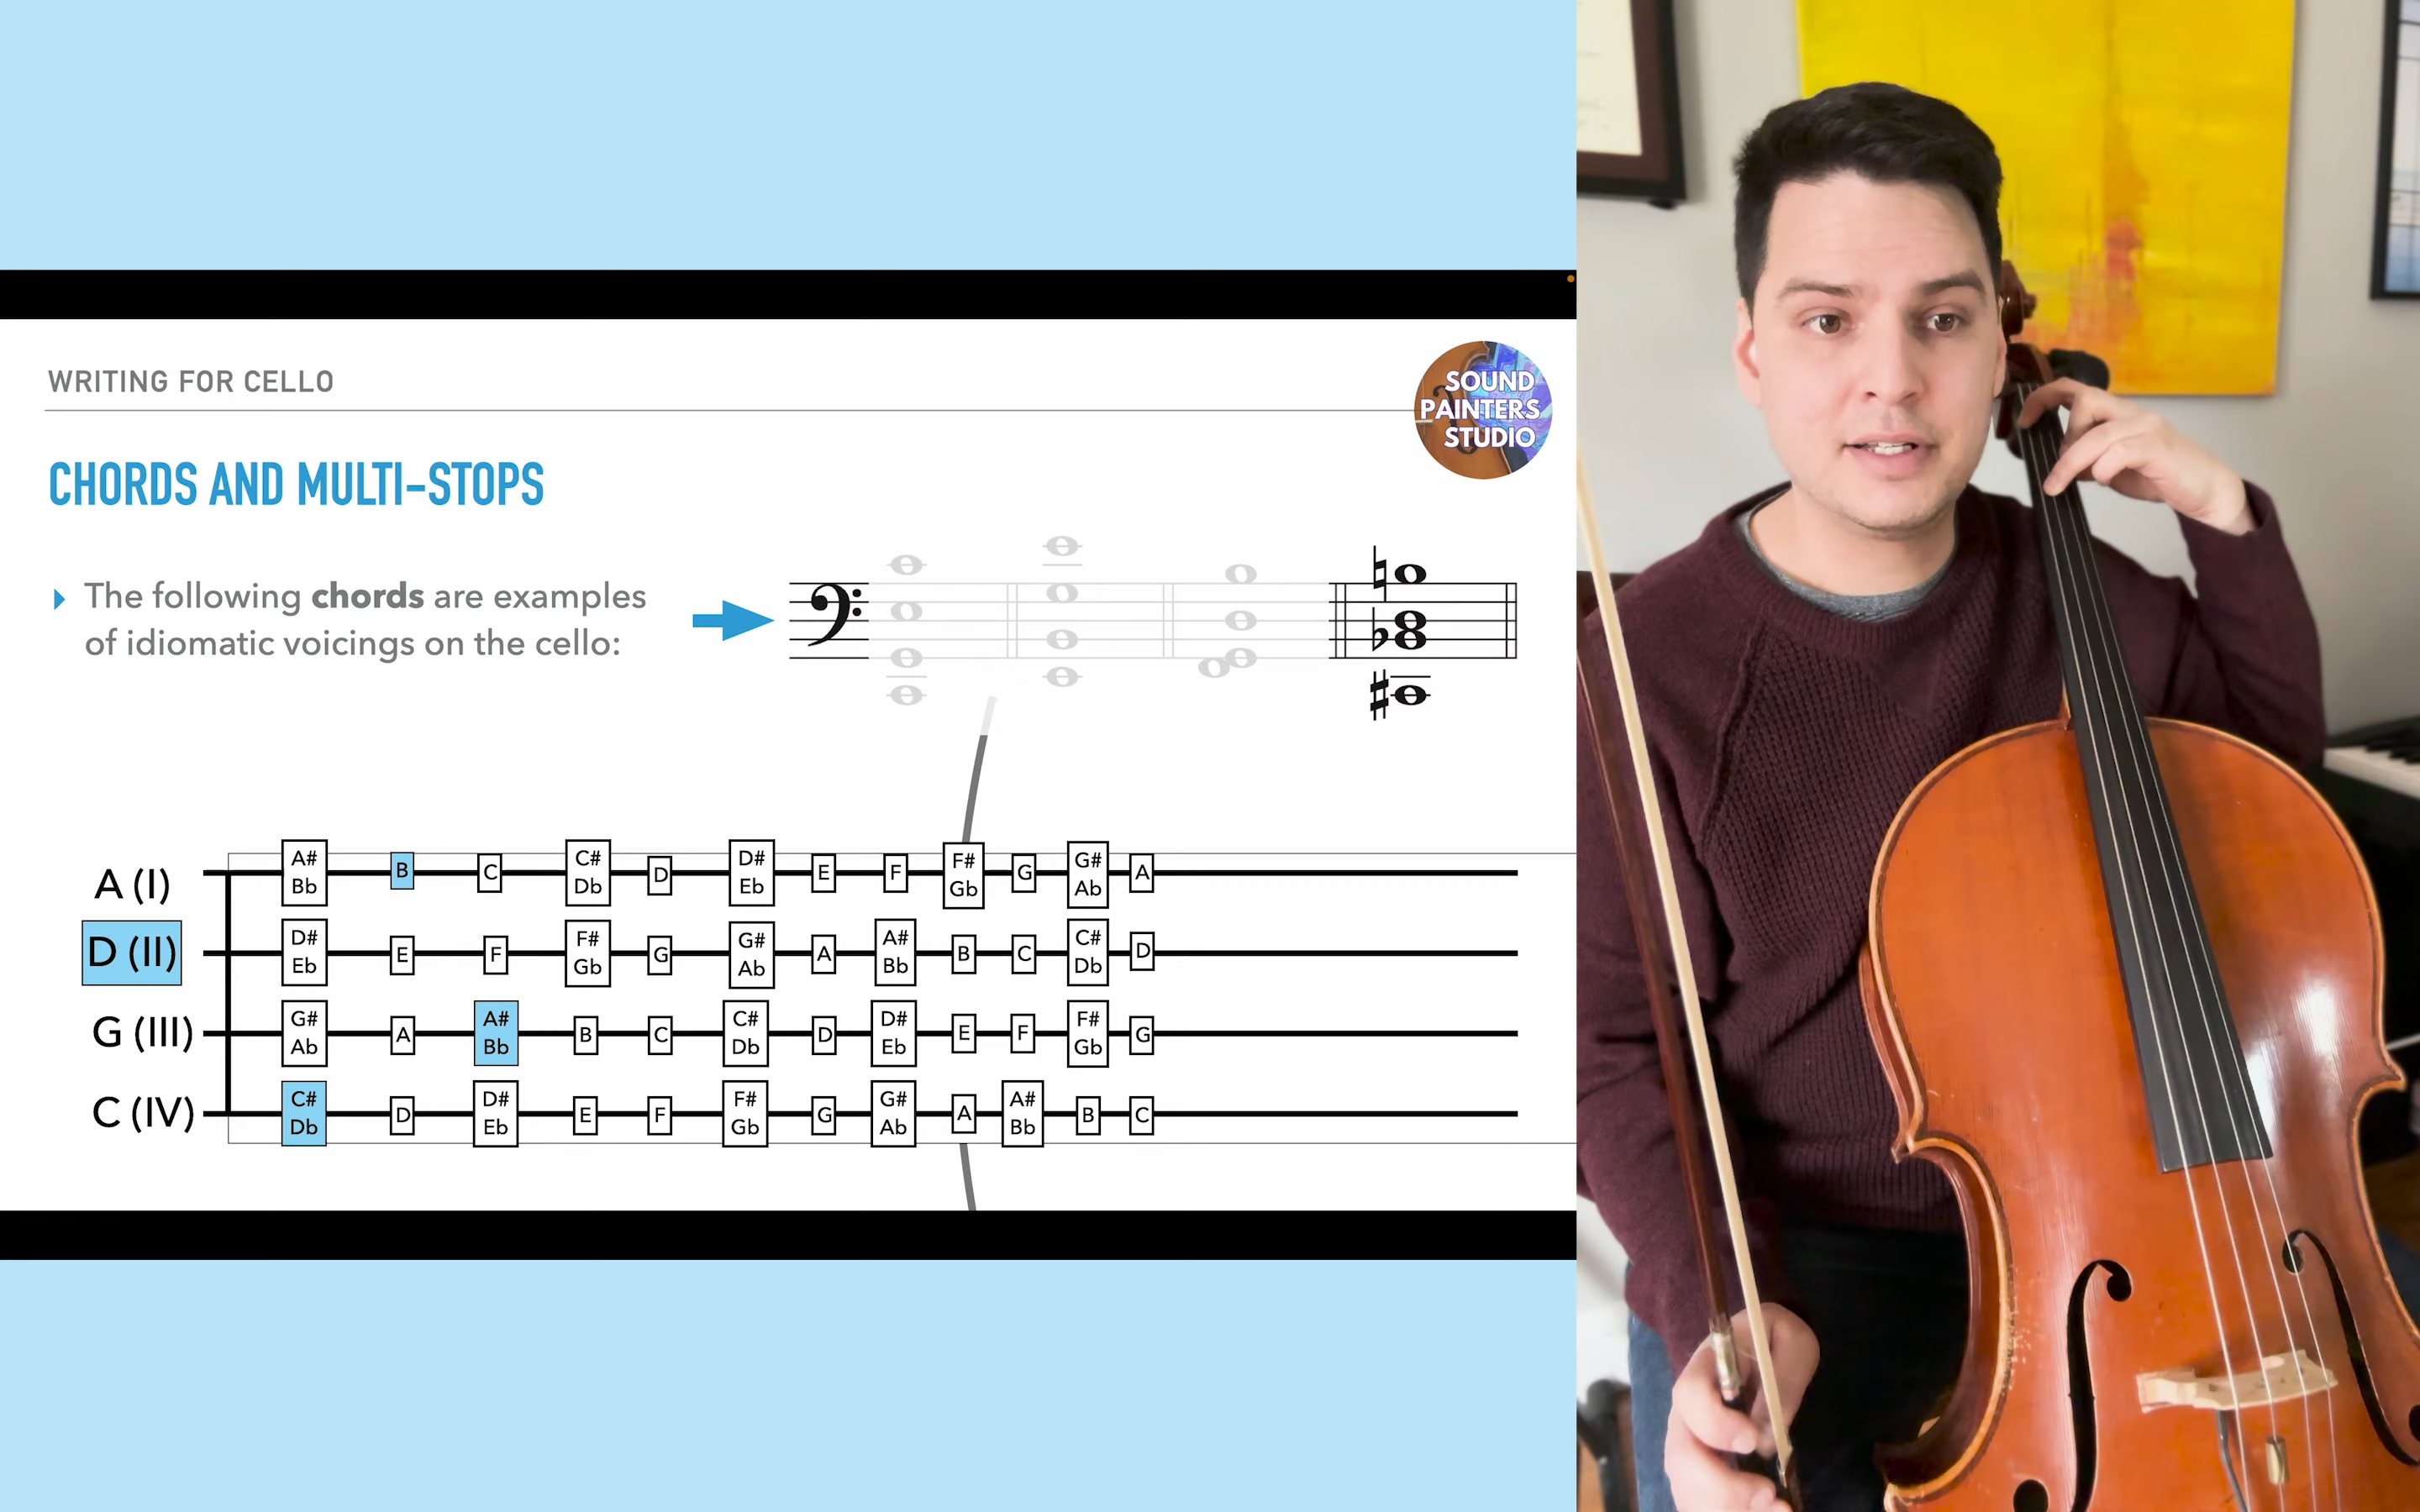 WRITING FOR CELLO
SOUND
PAINTERS
STUDIO
CHORDS AND MULTI-STOPS
The following chords are examples
of idiomatic voicings on the cello:
A (I) A# Bb B C C# Db D D# Eb E F F# Gb G G# Ab A
D (II) D# Eb E F F# Gb G G# Ab A A# Bb B C C# Db D
G (III) G# Ab A A# Bb B C C# Db D D# Eb E F F# Gb G
C (IV) C# Db D D# Eb E F F# Gb G G# Ab A A# Bb B C